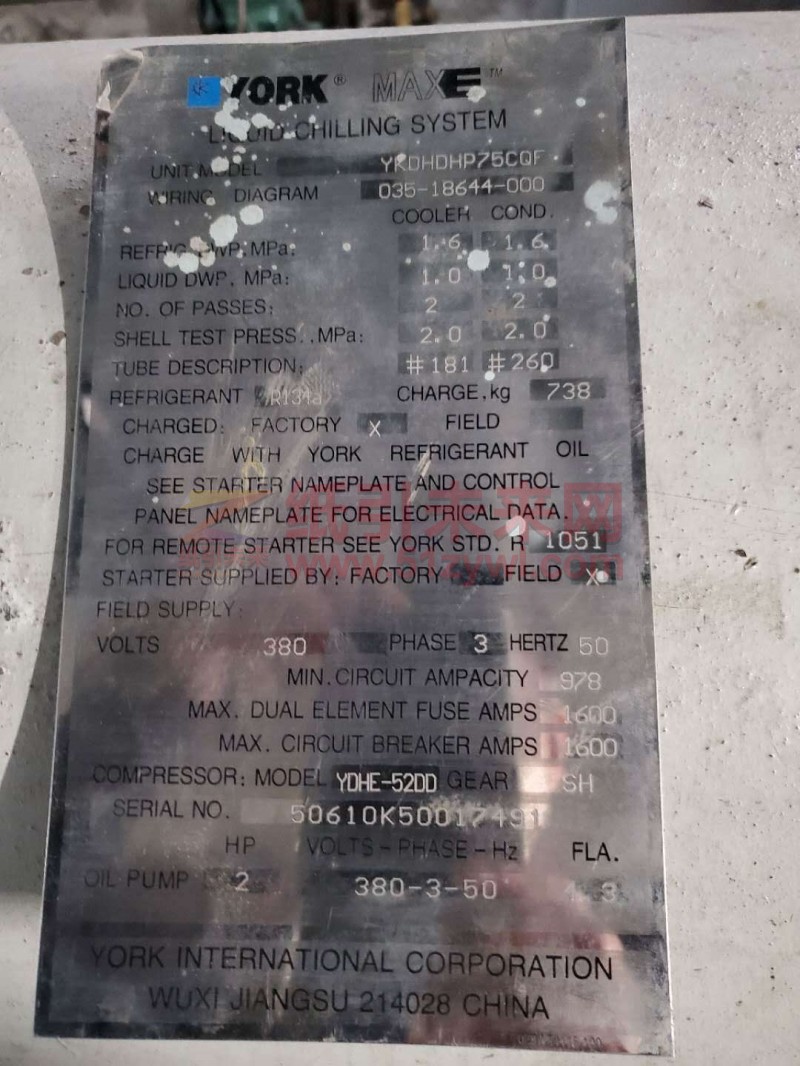 YORK® MAXE™
LIQUID CHILLING SYSTEM
UNIT MODEL YKDHDHP75CQF
WIRING DIAGRAM 035-18644-000
COOLER COND.
REFRIG. DWP. MPa: 1.6 1.6
LIQUID DWP. MPa: 1.0 1.0
NO. OF PASSES: 2 2
SHELL TEST PRESS..MPa: 2.0 2.0
TUBE DESCRIPTION: #181 #260
REFRIGERANT R134a CHARGE.kg 738
CHARGED: FACTORY X FIELD
CHARGE WITH YORK REFRIGERANT OIL
SEE STARTER NAMEPLATE AND CONTROL
PANEL NAMEPLATE FOR ELECTRICAL DATA.
FOR REMOTE STARTER SEE YORK STD. R 1051
STARTER SUPPLIED BY: FACTORY FIELD X
FIELD SUPPLY:
VOLTS 380 PHASE 3 HERTZ 50
MIN. CIRCUIT AMPACITY 978
MAX. DUAL ELEMENT FUSE AMPS 1600
MAX. CIRCUIT BREAKER AMPS 1600
COMPRESSOR: MODEL YDHE-52DD GEAR SH
SERIAL NO. 50610K50017491
HP VOLTS-PHASE-Hz FLA.
OIL PUMP 2 380-3-50 4.3
YORK INTERNATIONAL CORPORATION
WUXI JIANGSU 214028 CHINA